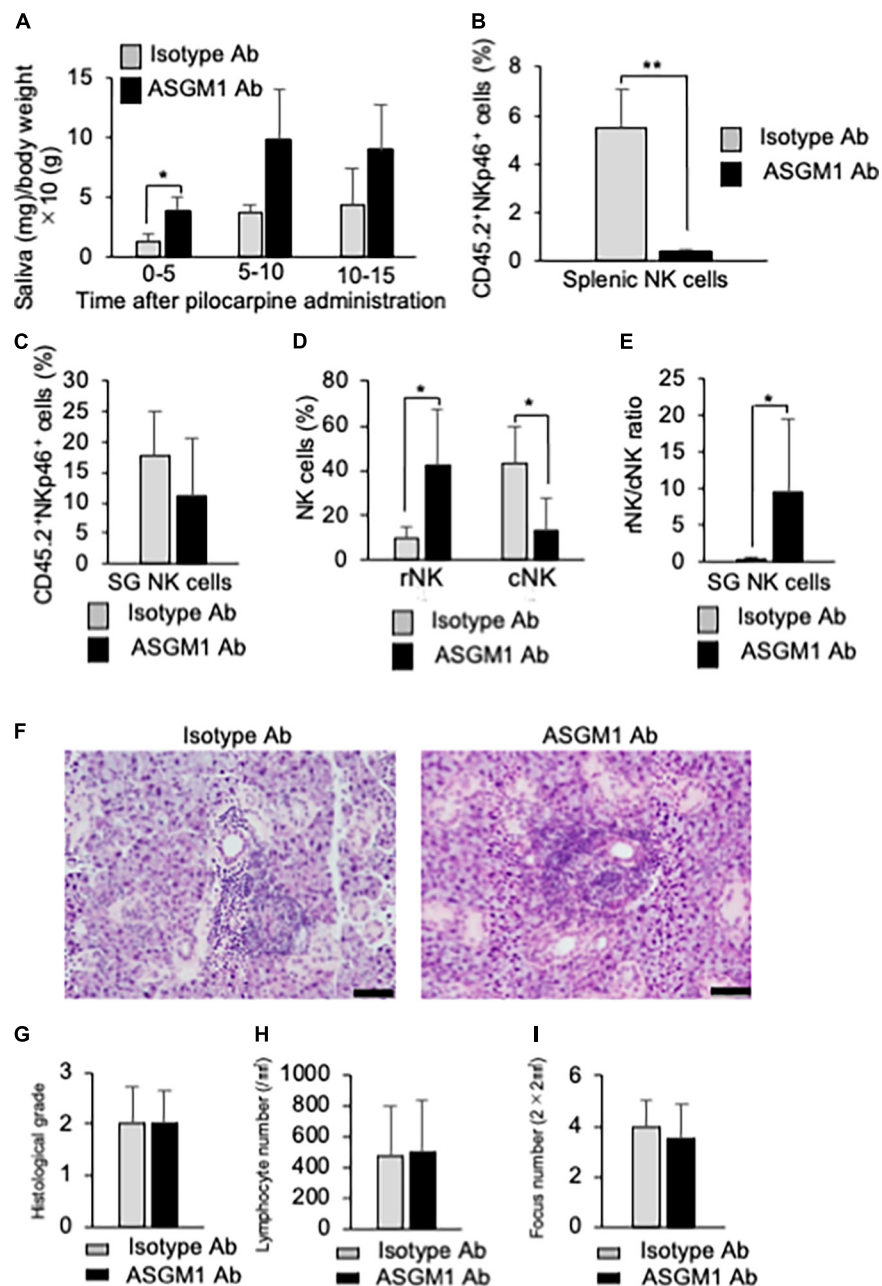 A
Isotype Ab
ASGM1 Ab
Saliva (mg)/body weight
× 10 (g)
15
10
5
0
*
0-5
5-10
10-15
Time after pilocarpine administration
B
CD45.2⁺NKp46⁺ cells (%)
8
6
4
2
0
**
Splenic NK cells
Isotype Ab
ASGM1 Ab
C
CD45.2⁺NKp46⁺ cells (%)
30
25
20
15
10
5
0
SG NK cells
Isotype Ab
ASGM1 Ab
D
NK cells (%)
80
60
40
20
0
*
*
rNK
cNK
Isotype Ab
ASGM1 Ab
E
rNK/cNK ratio
25
20
15
10
5
0
*
SG NK cells
Isotype Ab
ASGM1 Ab
F
Isotype Ab
ASGM1 Ab
G
Histological grade
3
2
1
0
Isotype Ab
ASGM1 Ab
H
Lymphocyte number (/㎟)
1000
800
600
400
200
0
Isotype Ab
ASGM1 Ab
I
Focus number (2 × 2㎟)
6
4
2
0
Isotype Ab
ASGM1 Ab